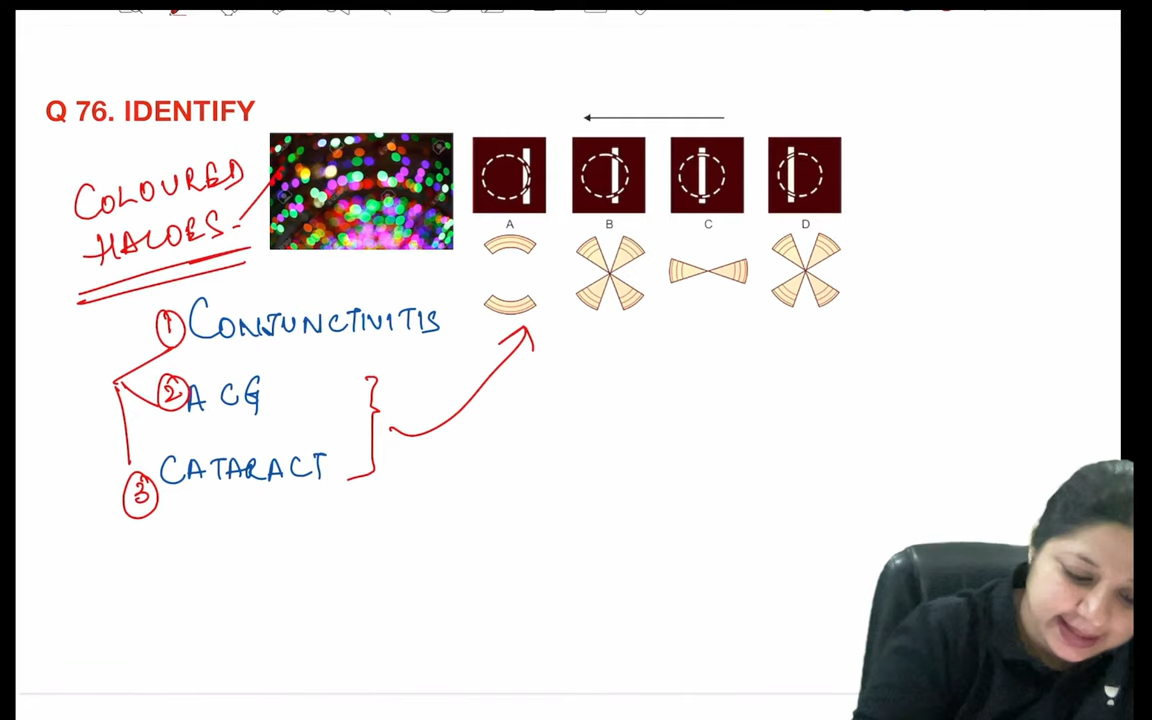 Q 76. IDENTIFY
COLOURED
HALOES-
A B C D
① CONJUNCTIVITIS
② ACG
③ CATARACT